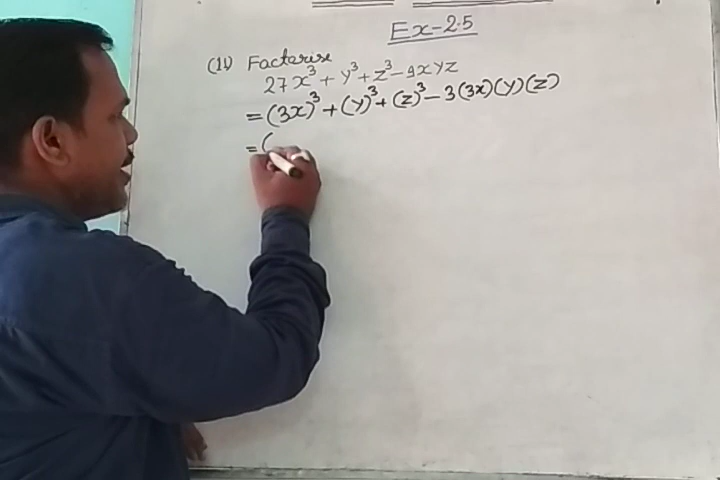 Ex-2.5
(11) Factorise
27x³ + y³ + z³ - 9xyz
= (3x)³ + (y)³ + (z)³ - 3(3x)(y)(z)
= (